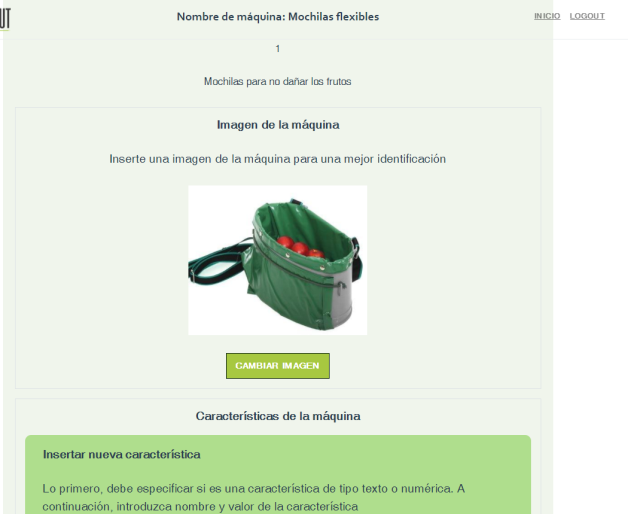 UT
Nombre de máquina: Mochilas flexibles
INICIO LOGOUT
1
Mochilas para no dañar los frutos
Imagen de la máquina
Inserte una imagen de la máquina para una mejor identificación
CAMBIAR IMAGEN
Características de la máquina
Insertar nueva característica
Lo primero, debe especificar si es una característica de tipo texto o numérica. A
continuación, introduzca nombre y valor de la característica